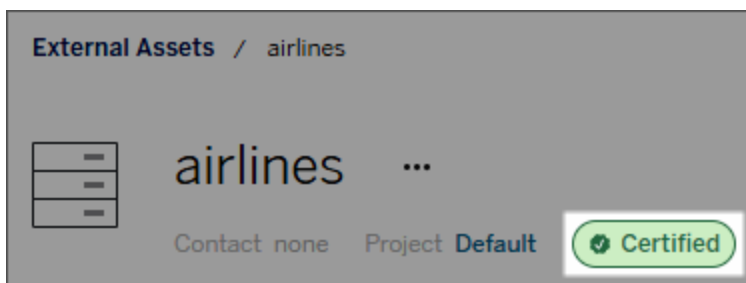 External Assets / airlines
airlines ...
Contact none Project Default Certified